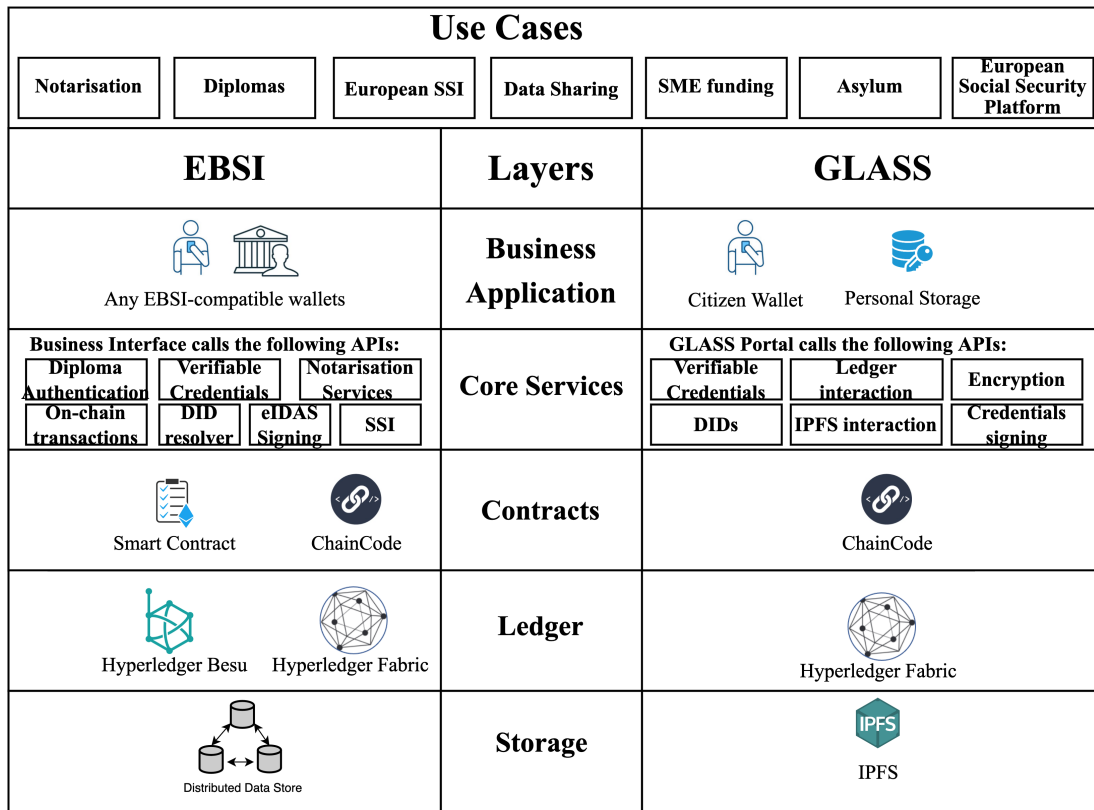 Use Cases
Notarisation
Diplomas
European SSI
Data Sharing
SME funding
Asylum
European
Social Security
Platform
EBSI
Layers
GLASS
Any EBSI-compatible wallets
Business
Application
Citizen Wallet
Personal Storage
Business Interface calls the following APIs:
Diploma
Authentication
Verifiable
Credentials
Notarisation
Services
On-chain
transactions
DID
resolver
eIDAS
Signing
SSI
Core Services
GLASS Portal calls the following APIs:
Verifiable
Credentials
Ledger
interaction
Encryption
DIDs
IPFS interaction
Credentials
signing
Smart Contract
</>
ChainCode
Contracts
</>
ChainCode
Hyperledger Besu
Hyperledger Fabric
Ledger
Hyperledger Fabric
Distributed Data Store
Storage
IPFS
IPFS